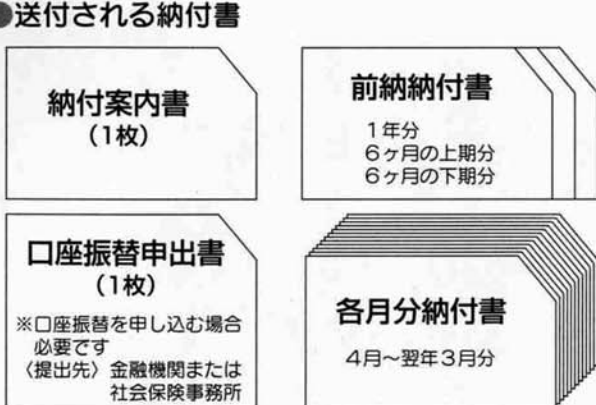 ●送付される納付書
納付案内書
(1枚)
前納納付書
1年分
6ヶ月の上期分
6ヶ月の下期分
口座振替申出書
(1枚)
※口座振替を申し込む場合
必要です
〈提出先〉金融機関または
社会保険事務所
各月分納付書
4月～翌年3月分